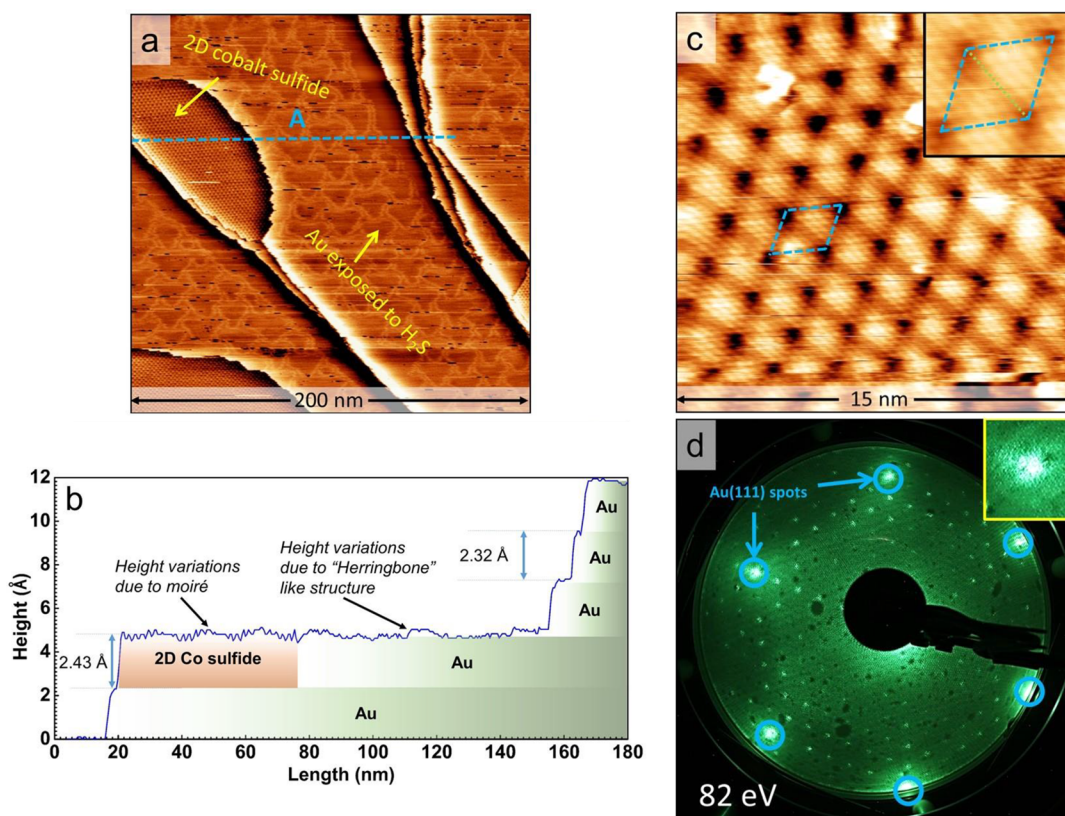 a
2D cobalt sulfide
A
Au exposed to H₂S
200 nm
b
Height (Å)
12
10
8
6
4
2
0
2.43 Å
Height variations
due to moiré
Height variations
due to “Herringbone”
like structure
2.32 Å
Au
Au
Au
2D Co sulfide
Au
Au
0 20 40 60 80 100 120 140 160 180
Length (nm)
c
15 nm
d
Au(111) spots
82 eV